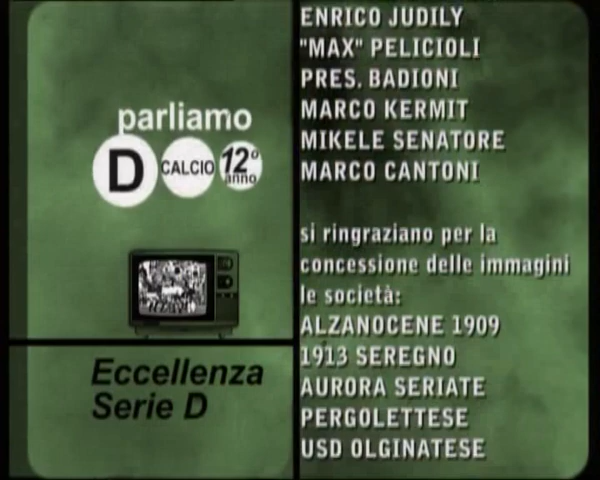 parliamo
D CALCIO 12° anno
Eccellenza
Serie D
ENRICO JUDILY
"MAX" PELICIOLI
PRES. BADIONI
MARCO KERMIT
MIKELE SENATORE
MARCO CANTONI
si ringraziano per la
concessione delle immagini
le società:
ALZANOCENE 1909
1913 SEREGNO
AURORA SERIATE
PERGOLETTESE
USD OLGINATESE